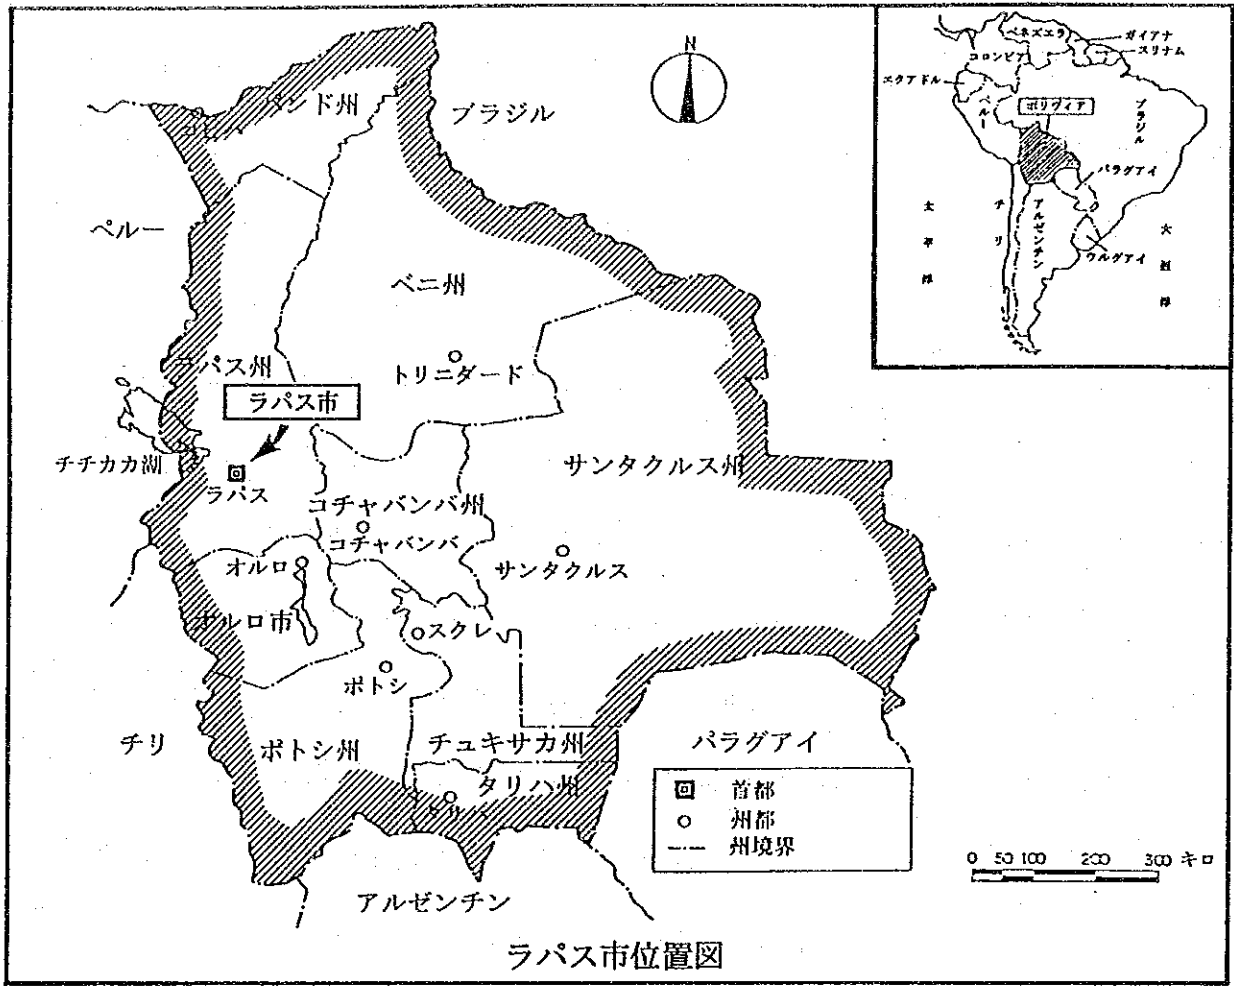 N
パンド州
ブラジル
ペルー
ベニ州
ラパス州
トリニダード
ラパス市
チチカカ湖
ラパス
サンタクルス州
コチャバンバ州
コチャバンバ
オルロ
サンタクルス
オルロ市
スクレ
ポトシ
チリ
ポトシ州
チュキサカ州
パラグアイ
タリハ州
首都
州都
州境界
0 50 100 200 300 キロ
アルゼンチン
ラパス市位置図
ベネズエラ
ガイアナ
スリナム
コロンビア
エクアドル
ペルー
ボリヴィア
ブラジル
パラグアイ
太平洋
チリ
アルゼンチン
ウルグアイ